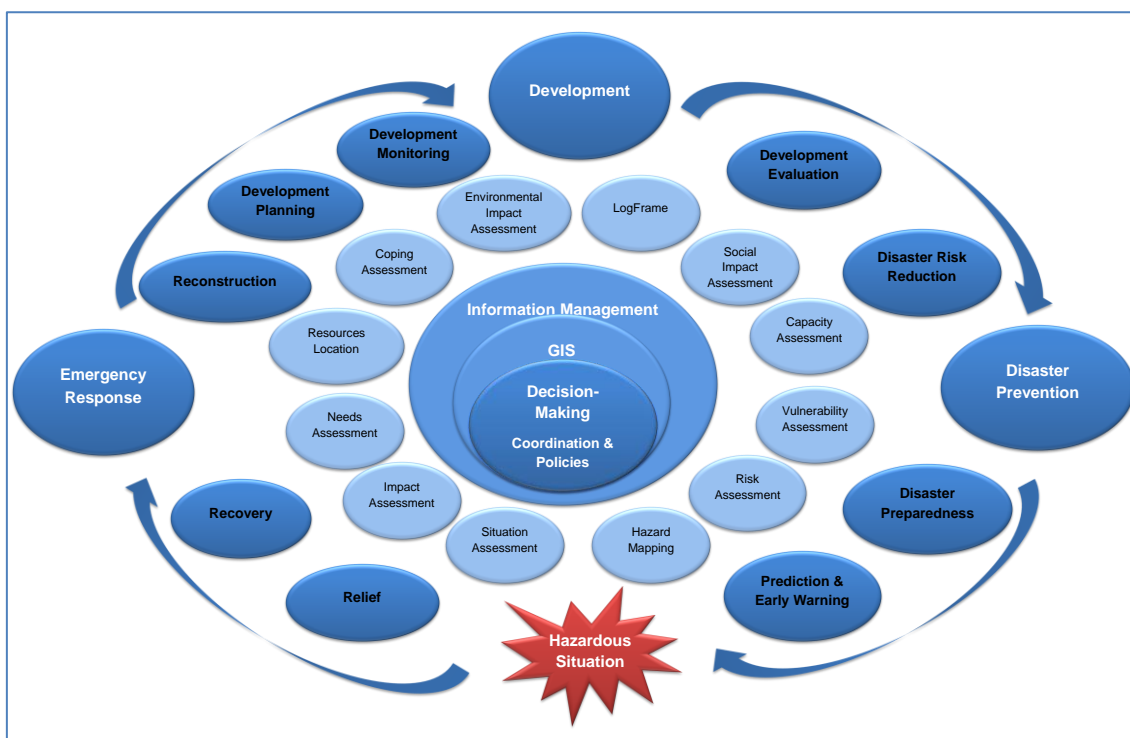 Development
Development
Monitoring
Development
Evaluation
Development
Planning
Environmental
Impact
Assessment
LogFrame
Coping
Assessment
Social
Impact
Assessment
Disaster Risk
Reduction
Reconstruction
Information Management
Resources
Location
Capacity
Assessment
GIS
Emergency
Response
Disaster
Prevention
Decision-
Making
Coordination &
Policies
Needs
Assessment
Vulnerability
Assessment
Impact
Assessment
Risk
Assessment
Recovery
Disaster
Preparedness
Situation
Assessment
Hazard
Mapping
Relief
Prediction &
Early Warning
Hazardous
Situation